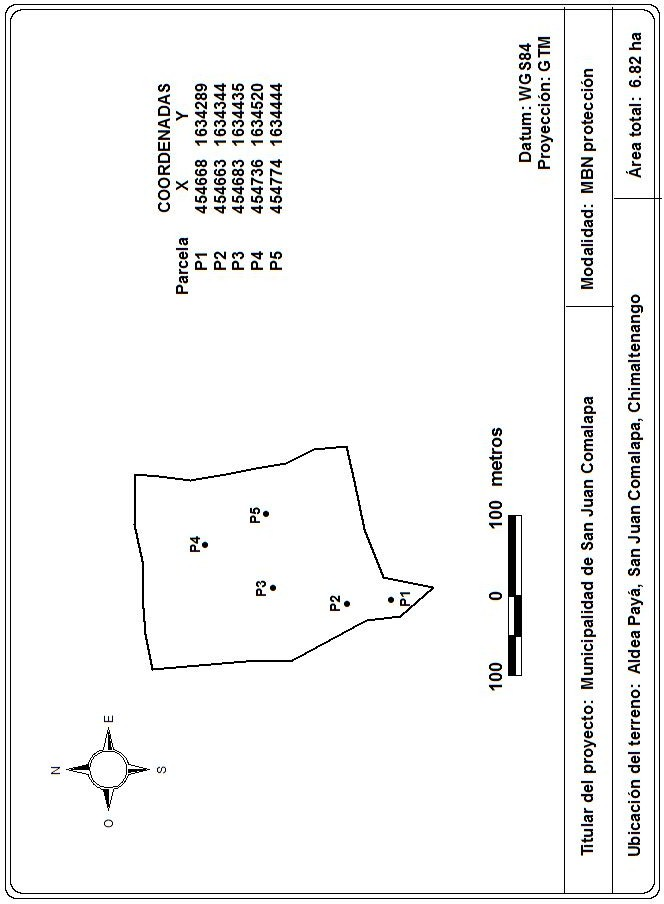 N
O E
S
COORDENADAS
Parcela X Y
P1 454668 1634289
P2 454663 1634344
P3 454683 1634435
P4 454736 1634520
P5 454774 1634444
P4
P3
P5
P2
P1
100 0 100 metros
Datum: WGS84
Proyección: GTM
Titular del proyecto: Municipalidad de San Juan Comalapa
Modalidad: MBN protección
Ubicación del terreno: Aldea Payá, San Juan Comalapa, Chimaltenango
Área total: 6.82 ha